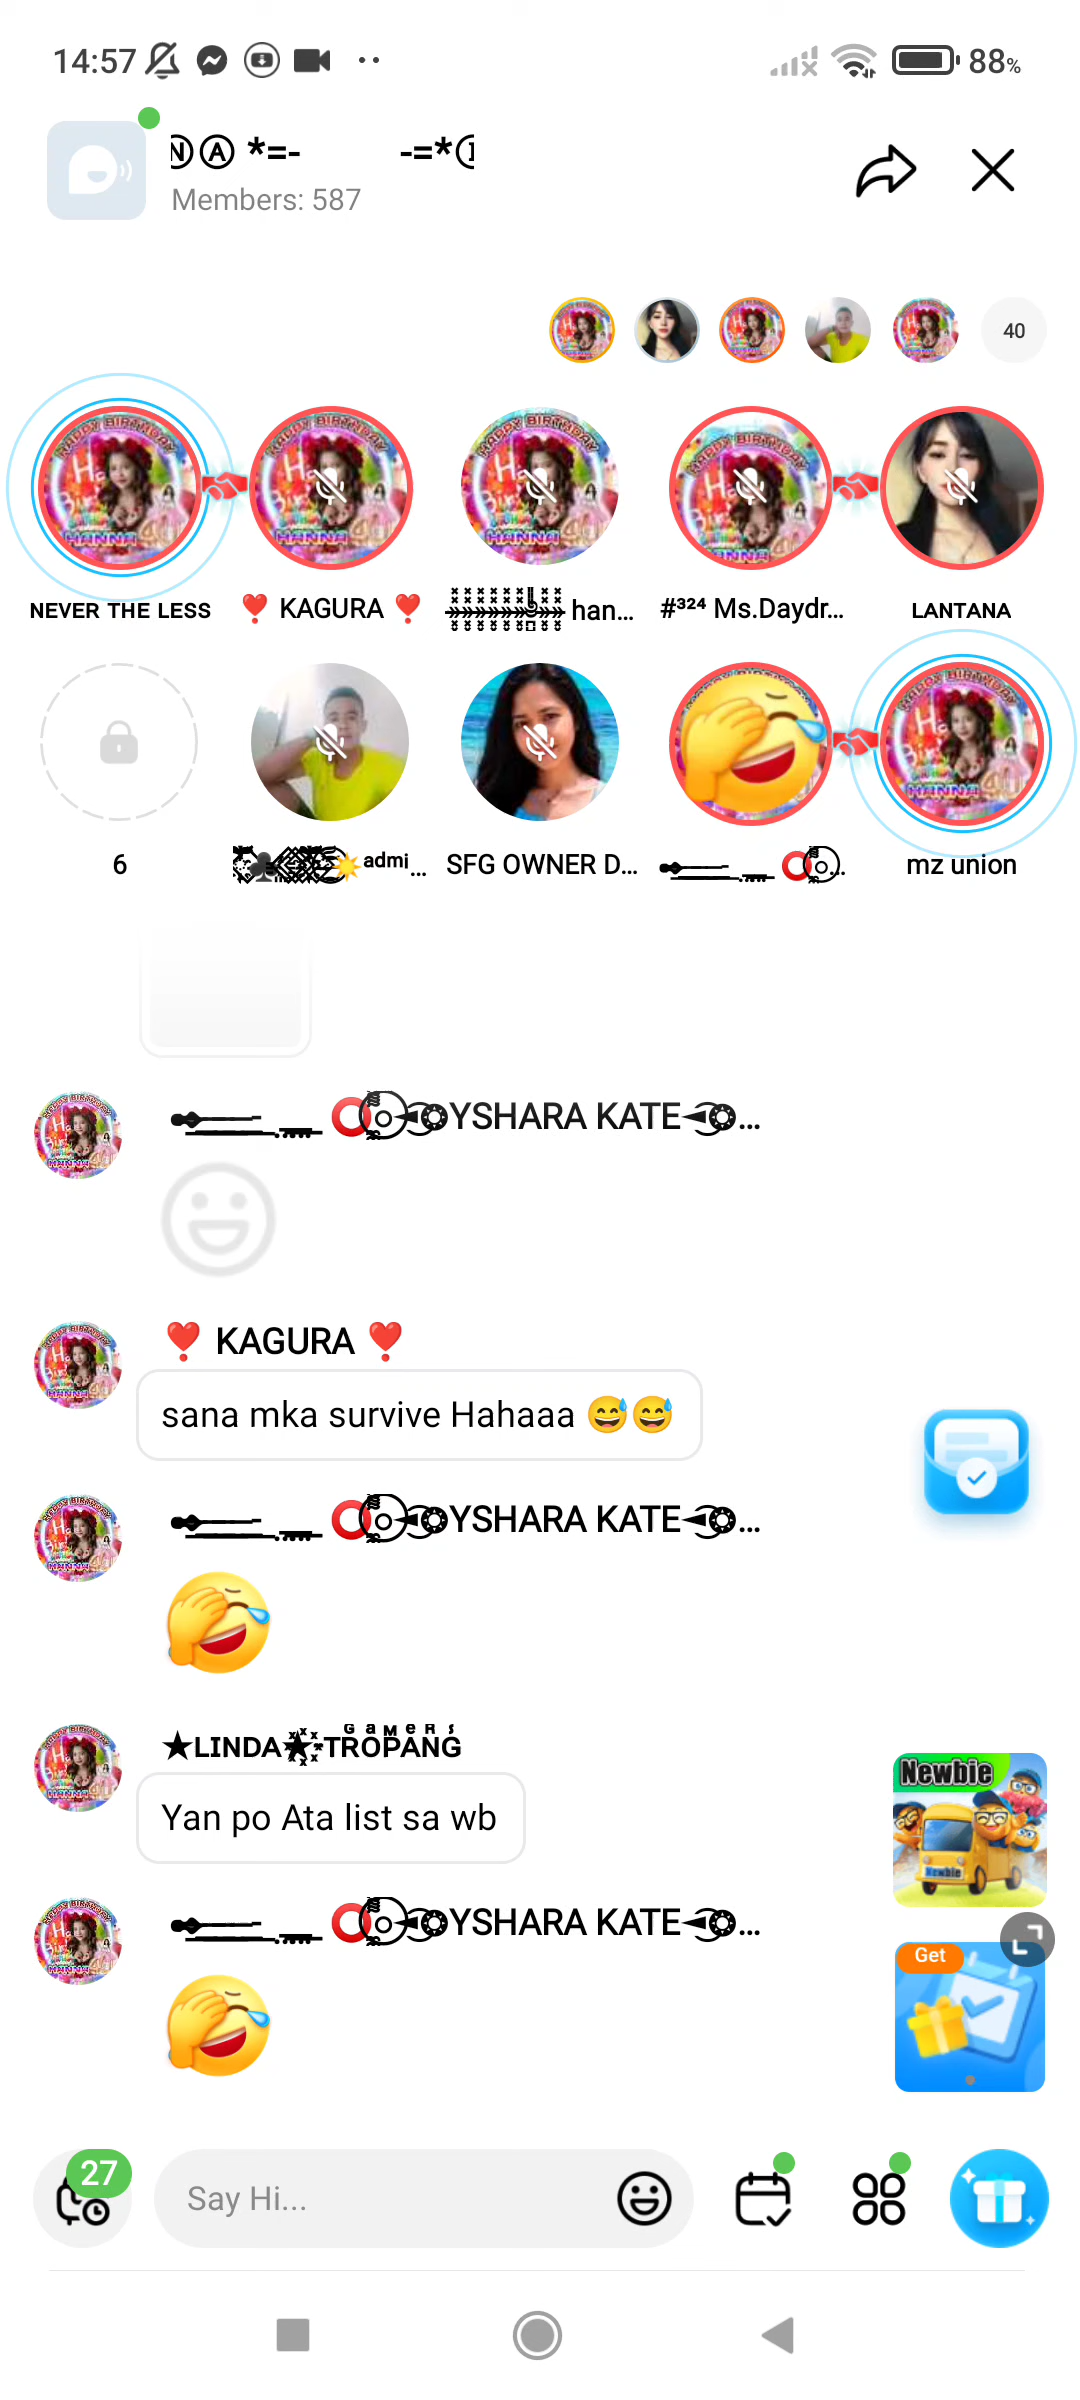 14:57
88%
ⓃⒶ *=- -=*Ⓘ
Members: 587
40
NEVER THE LESS
❣️ KAGURA ❣️
han...
#³²⁴ Ms.Daydr...
LANTANA
6
ᵃᵈᵐⁱ...
SFG OWNER D...
mz union
YSHARA KATE
❣️ KAGURA ❣️
sana mka survive Hahaaa 😅😅
YSHARA KATE
★LINDA★TROPANG
Yan po Ata list sa wb
YSHARA KATE
Newbie
Newbie
Get
27
Say Hi...